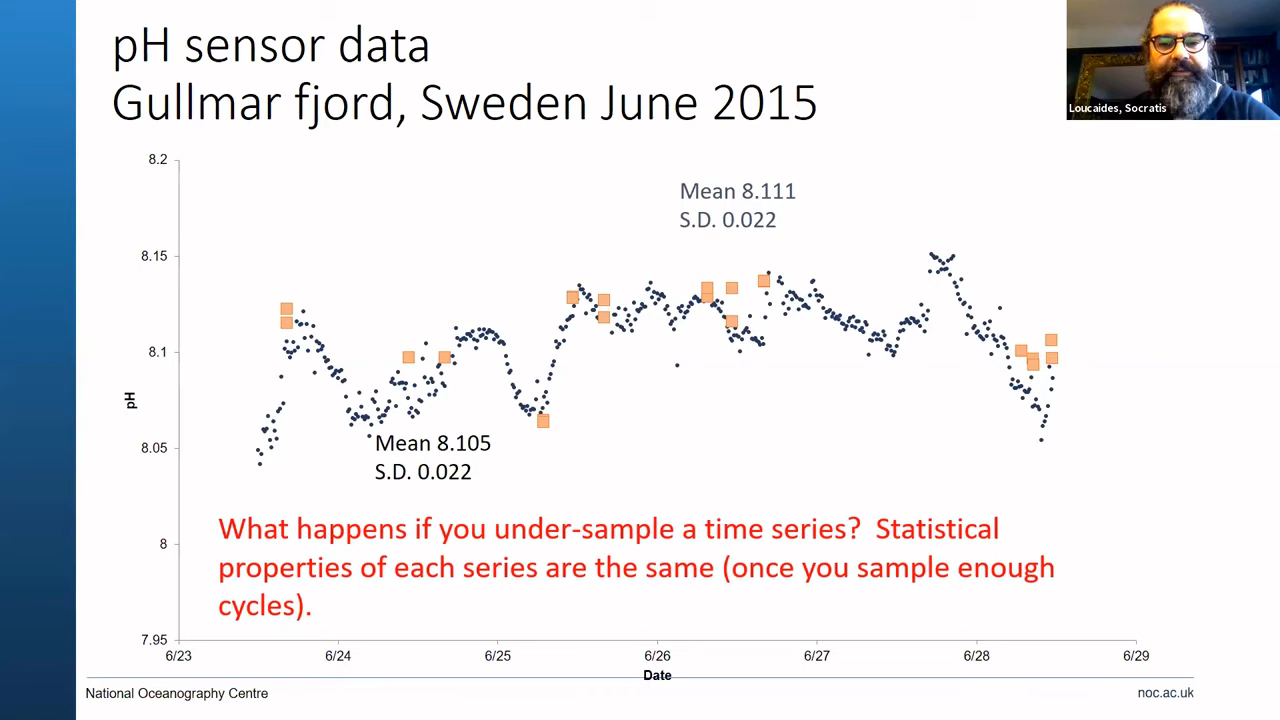 pH sensor data
Gullmar fjord, Sweden June 2015
Loucaides, Socratis
8.2
Mean 8.111
S.D. 0.022
8.15
8.1
pH
8.05
Mean 8.105
S.D. 0.022
What happens if you under-sample a time series? Statistical
properties of each series are the same (once you sample enough
cycles).
8
7.95
6/23 6/24 6/25 6/26 6/27 6/28 6/29
Date
National Oceanography Centre
noc.ac.uk